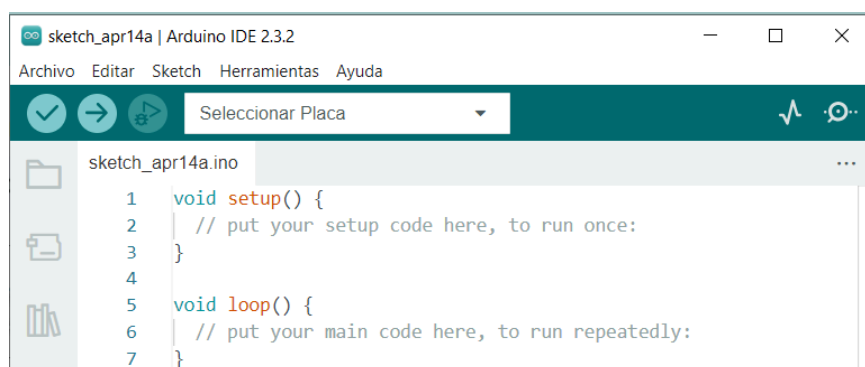 sketch_apr14a | Arduino IDE 2.3.2
Archivo Editar Sketch Herramientas Ayuda
Seleccionar Placa
sketch_apr14a.ino
1 void setup() {
2 // put your setup code here, to run once:
3 }
4
5 void loop() {
6 // put your main code here, to run repeatedly:
7 }